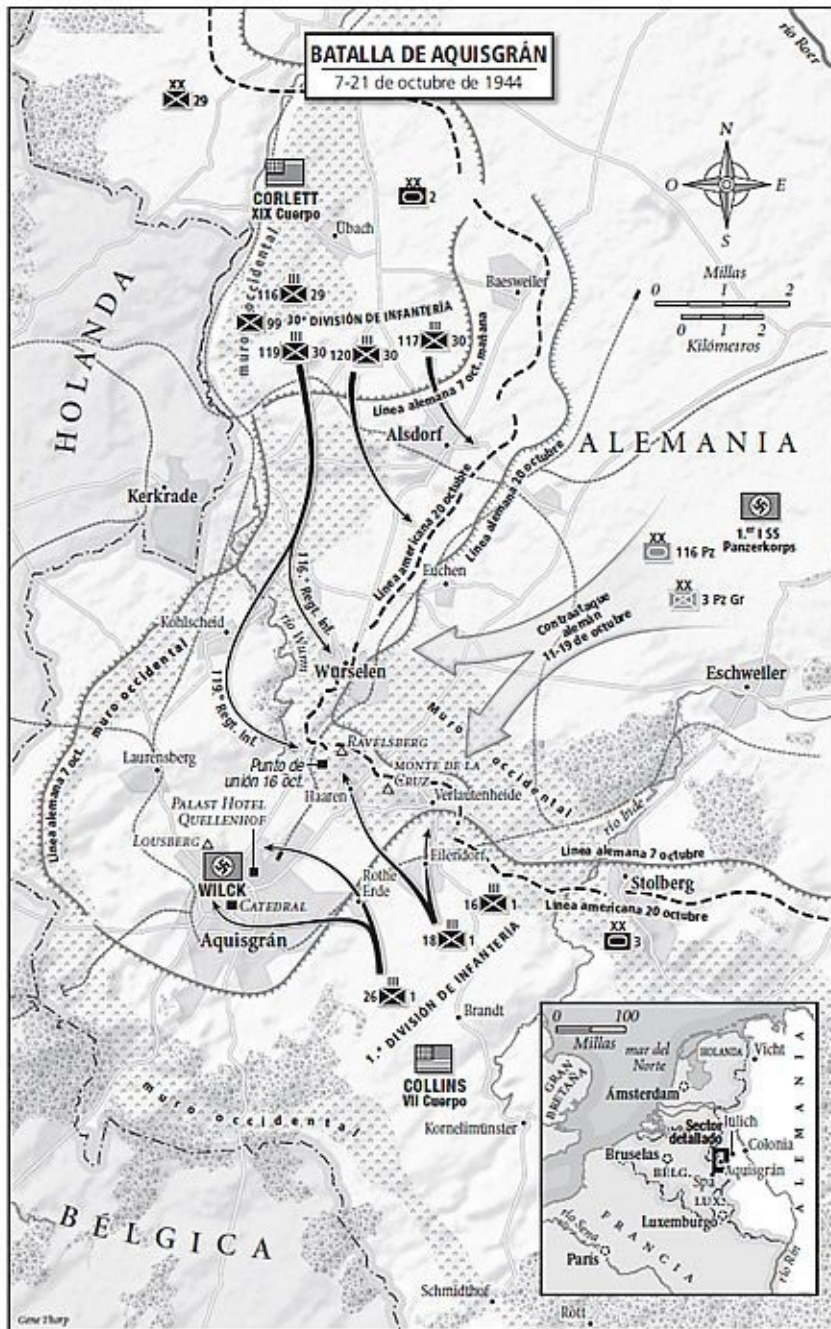 BATALLA DE AQUISGRÁN
7-21 de octubre de 1944
río Roer
XX
29
CORLETT
XIX Cuerpo
XX
2
N
O
E
S
Übach
Baesweiler
Millas
0 1 2
0 1 2
Kilómetros
muro occidental
III
116 29
99
30ª DIVISIÓN DE INFANTERÍA
III
119 30
III
120 30
III
117 30
Línea alemana 7 oct. mañana
HOLANDA
Alsdorf
ALEMANIA
Kerkrade
Línea americana 20 octubre
Línea alemana 20 octubre
1.er I SS
Panzerkorps
XX
116 Pz
XX
3 Pz Gr
Euchen
116.º Regt. Inf.
Contraataque
alemán
11-19 de octubre
Kohlscheid
río Wurm
Würselen
Eschweiler
119.º Regt. Inf.
Línea alemana 7 oct.
muro occidental
Muro occidental
RAVELSBERG
Laurensberg
Punto de
unión 16 oct.
MONTE DE LA
CRUZ
Haaren
Verlautenheide
río Inde
PALAST HOTEL
QUELLENHOF
LOUSBERG
Eilendorf
Línea alemana 7 octubre
WILCK
Rothe
Erde
Stolberg
CATEDRAL
III
16 1
Línea americana 20 octubre
Aquisgrán
III
18 1
XX
3
III
26 1
1.ª DIVISIÓN DE INFANTERÍA
Brandt
COLLINS
VII Cuerpo
muro occidental
Kornelimünster
BÉLGICA
Schmidthof
Rott
Gene Thorp
0 100
Millas
mar del
Norte
HOLANDA
Vicht
GRAN
BRETAÑA
Ámsterdam
ALEMANIA
Sector
detallado
Jülich
Colonia
Bruselas
BÉLG.
Aquisgrán
Spa
LUX.
Luxemburgo
río Sena
FRANCIA
París
río Rin